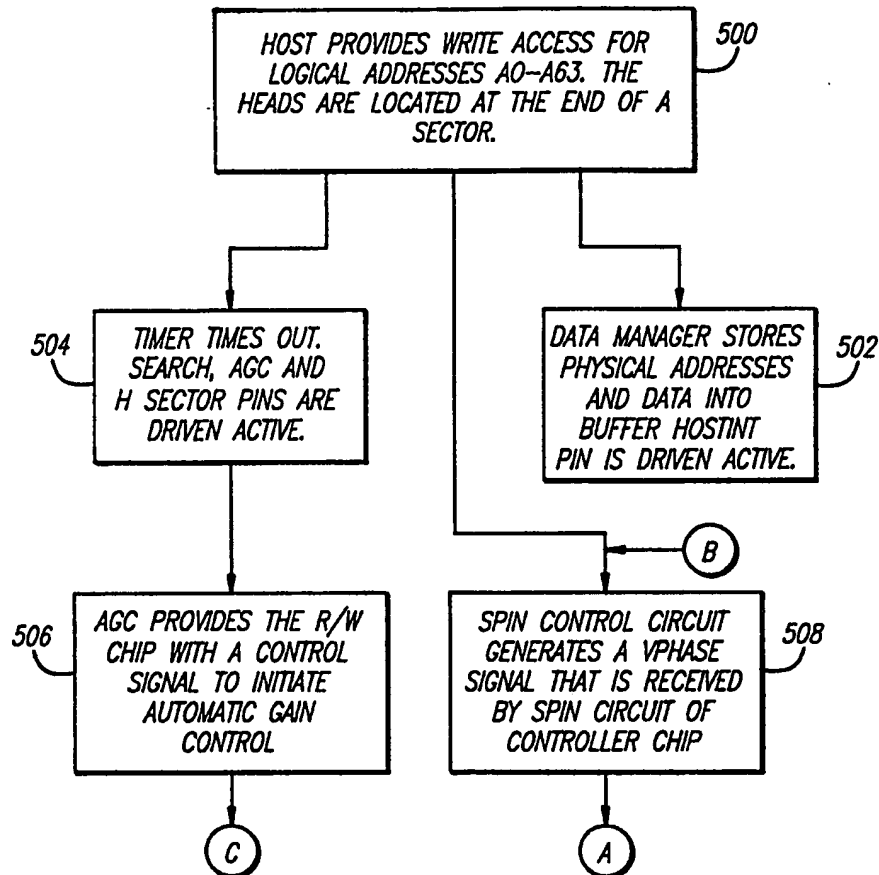 500
HOST PROVIDES WRITE ACCESS FOR
LOGICAL ADDRESSES A0-A63. THE
HEADS ARE LOCATED AT THE END OF A
SECTOR.
504
TIMER TIMES OUT.
SEARCH, AGC AND
H SECTOR PINS ARE
DRIVEN ACTIVE.
502
DATA MANAGER STORES
PHYSICAL ADDRESSES
AND DATA INTO
BUFFER HOSTINT
PIN IS DRIVEN ACTIVE.
B
506
AGC PROVIDES THE R/W
CHIP WITH A CONTROL
SIGNAL TO INITIATE
AUTOMATIC GAIN
CONTROL
508
SPIN CONTROL CIRCUIT
GENERATES A VPHASE
SIGNAL THAT IS RECEIVED
BY SPIN CIRCUIT OF
CONTROLLER CHIP
C
A